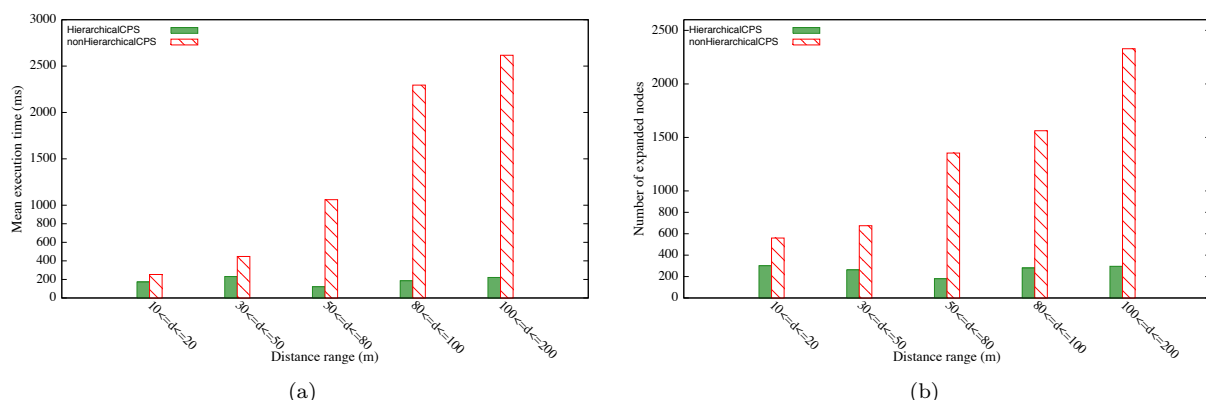 3000
2500
2000
1500
1000
800
600
400
200
0
Mean execution time (ms)
HierarchicalCPS
nonHierarchicalCPS
10<=d<=20
30<=d<=50
50<=d<=80
80<=d<=100
100<=d<=200
Distance range (m)
(a)
2500
2000
1500
1000
800
600
400
200
0
Number of expanded nodes
HierarchicalCPS
nonHierarchicalCPS
10<=d<=20
30<=d<=50
50<=d<=80
80<=d<=100
100<=d<=200
Distance range (m)
(b)